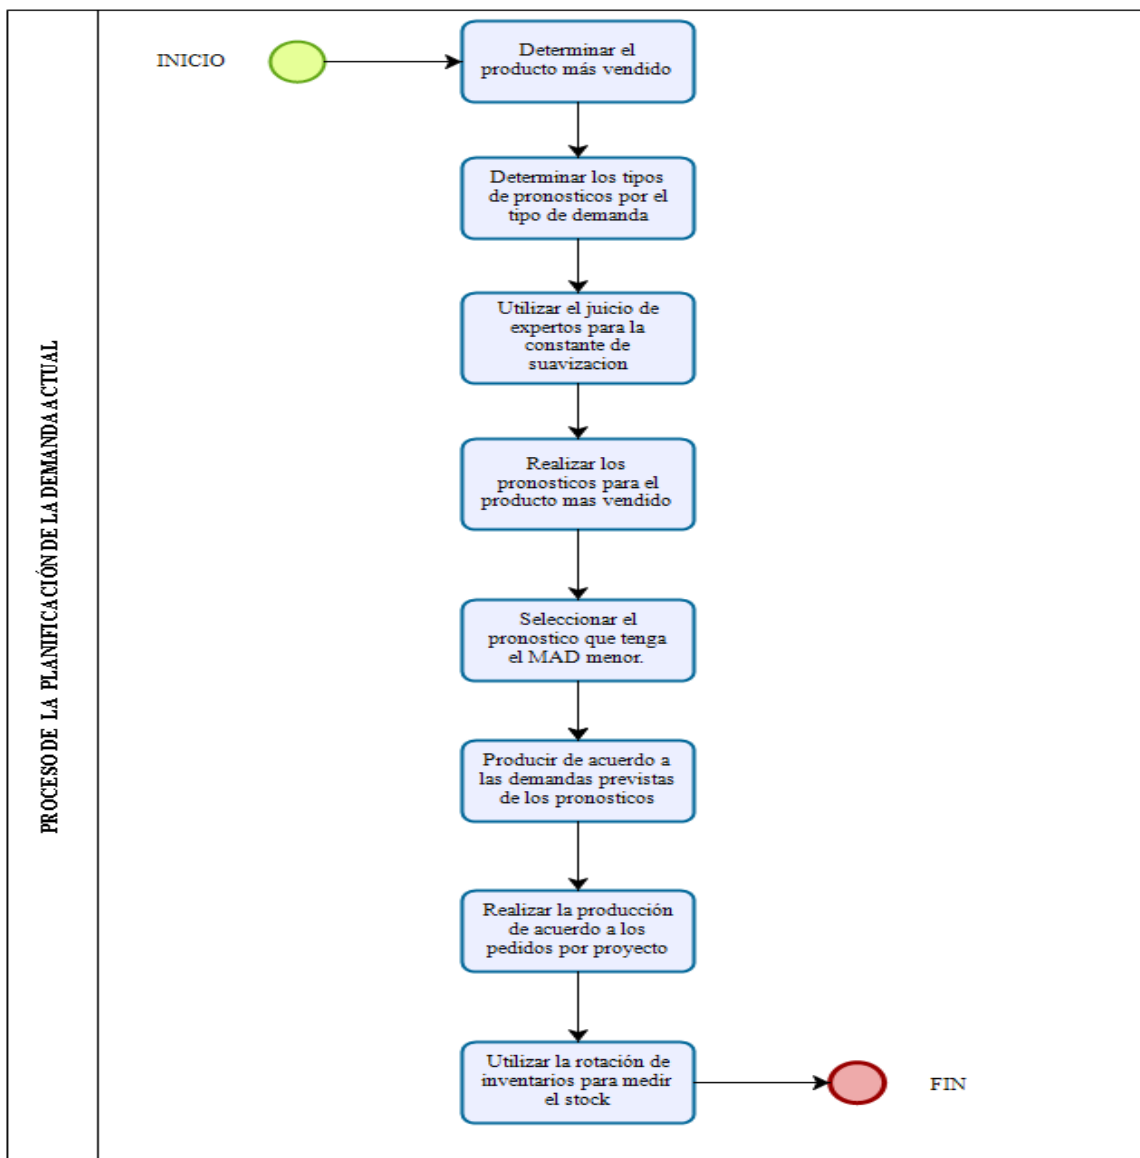 PROCESO DE LA PLANIFICACIÓN DE LA DEMANDA ACTUAL
INICIO
Determinar el
producto más vendido
Determinar los tipos
de pronosticos por el
tipo de demanda
Utilizar el juicio de
expertos para la
constante de
suavizacion
Realizar los
pronosticos para el
producto mas vendido
Seleccionar el
pronostico que tenga
el MAD menor.
Producir de acuerdo a
las demandas previstas
de los pronosticos
Realizar la producción
de acuerdo a los
pedidos por proyecto
Utilizar la rotación de
inventarios para medir
el stock
FIN